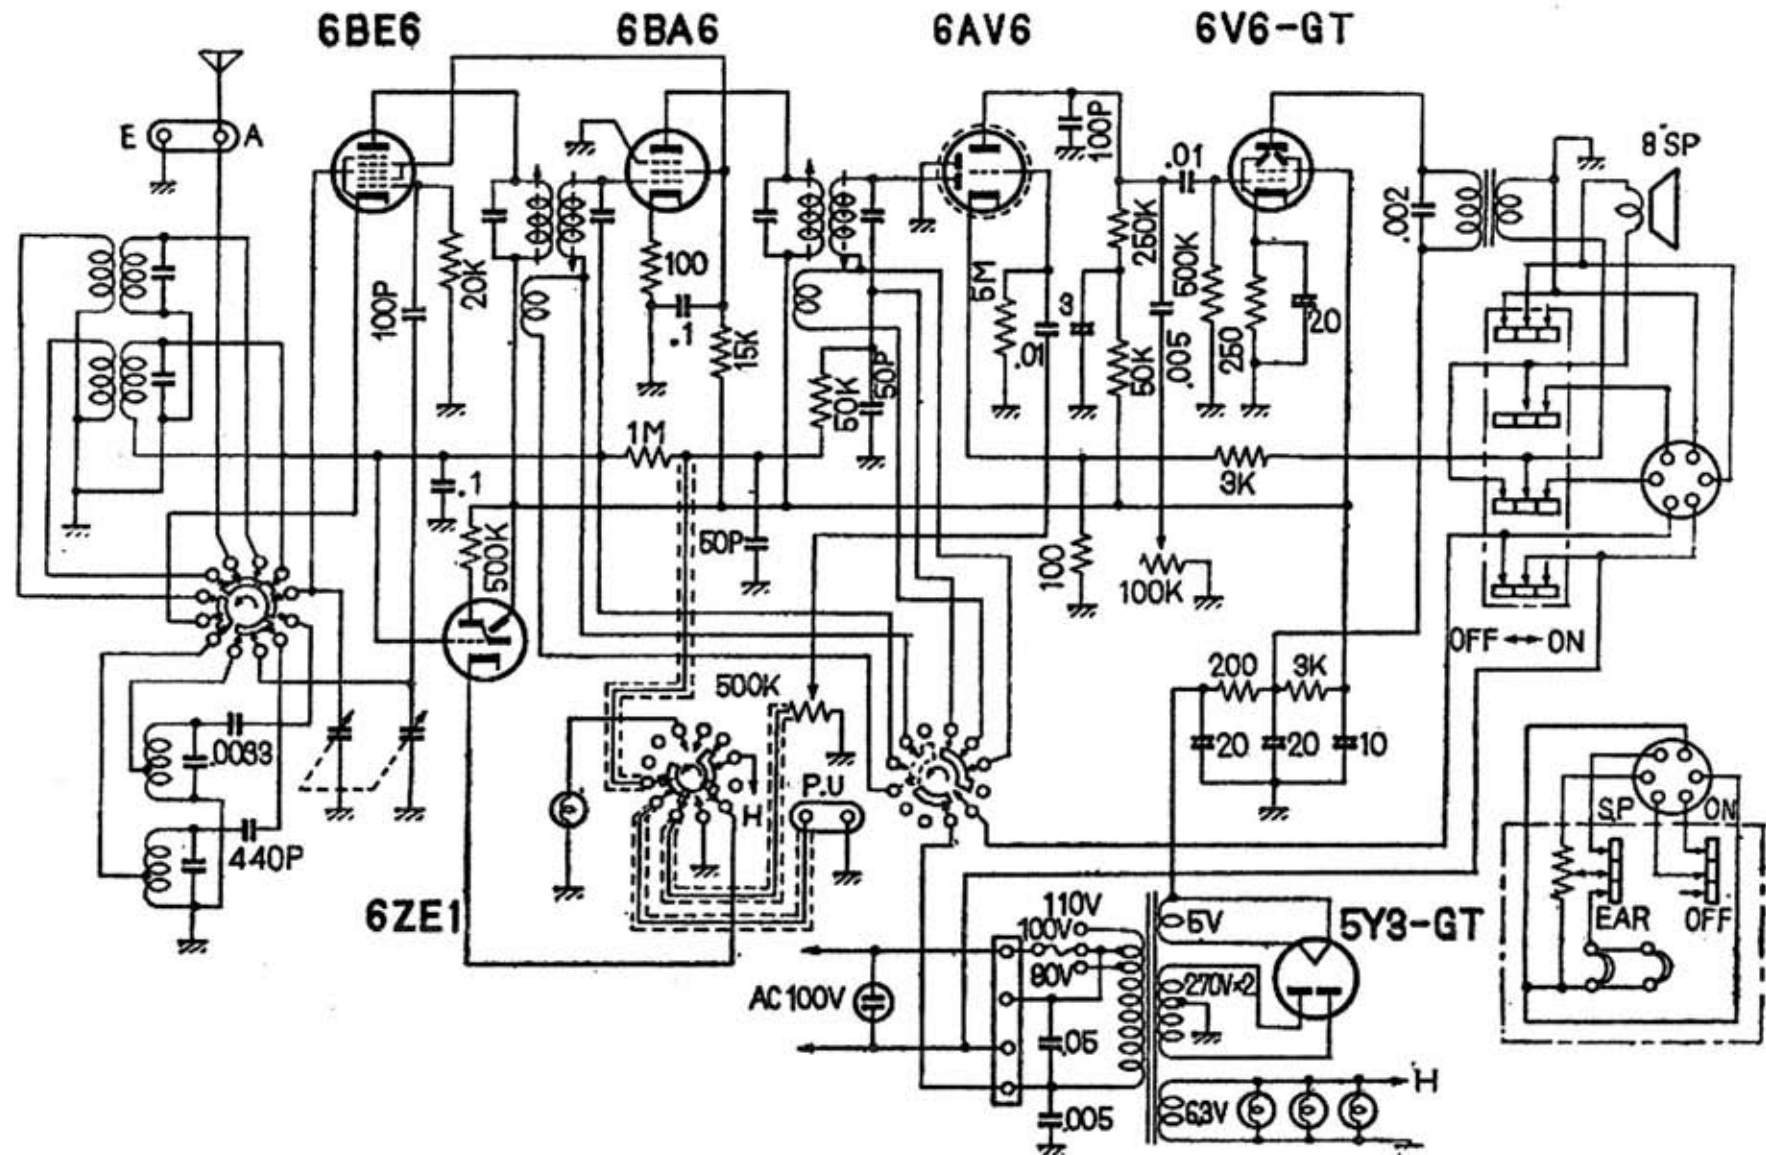 6BE6
6BA6
6AV6
6V6-GT
E
A
8"SP
100P
.01
.002
20K
100
.1
15K
100P
5M
.01
3
250K
50K
.005
500K
250
20
50K
50P
1M
.1
500K
50P
3K
100
100K
OFF ↔ ON
500K
200
3K
20
20
10
.0033
440P
P.U
H
S.P
ON
EAR
OFF
6ZE1
110V
100V
80V
AC100V
.05
.005
5V
270V×2
6.3V
5Y3-GT
H